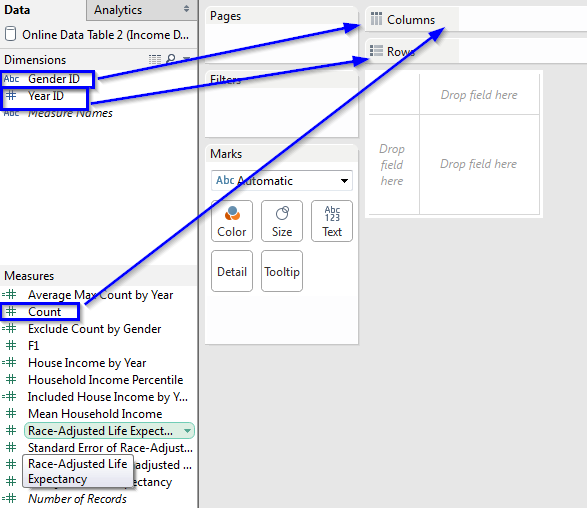 Data
Analytics
Online Data Table 2 (Income D...
Dimensions
Abc Gender ID
# Year ID
Abc Measure Names
Measures
Average Max Count by Year
Count
Exclude Count by Gender
F1
House Income by Year
Household Income Percentile
Included House Income by Y...
Mean Household Income
Race-Adjusted Life Expect...
Standard Error of Race-Adjust...
Race-Adjusted Life
Expectancy
adjusted ...
pectancy
Number of Records
Pages
Filters
Marks
Abc Automatic
Color
Size
Abc
123
Text
Detail
Tooltip
Columns
Rows
Drop field here
Drop
field
here
Drop field here